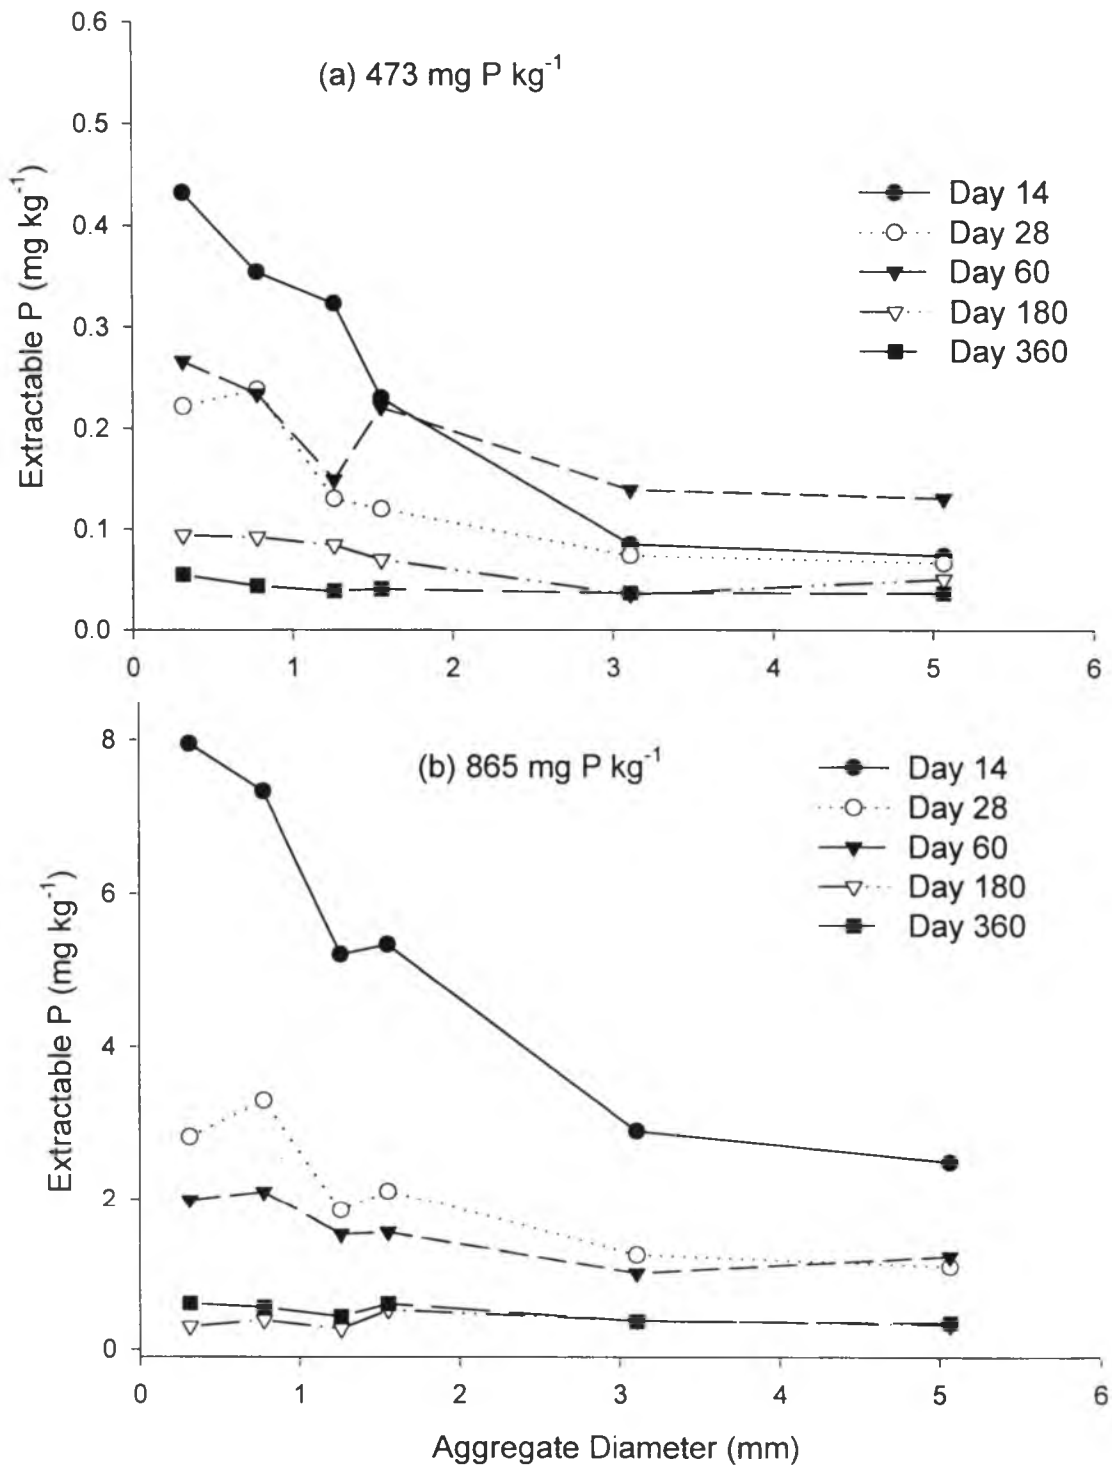 (a) 473 mg P kg⁻¹
0.6
0.5
0.4
0.3
0.2
0.1
0.0
Extractable P (mg kg⁻¹)
Day 14
Day 28
Day 60
Day 180
Day 360
0 1 2 3 4 5 6
(b) 865 mg P kg⁻¹
8
6
4
2
0
Extractable P (mg kg⁻¹)
Day 14
Day 28
Day 60
Day 180
Day 360
0 1 2 3 4 5 6
Aggregate Diameter (mm)